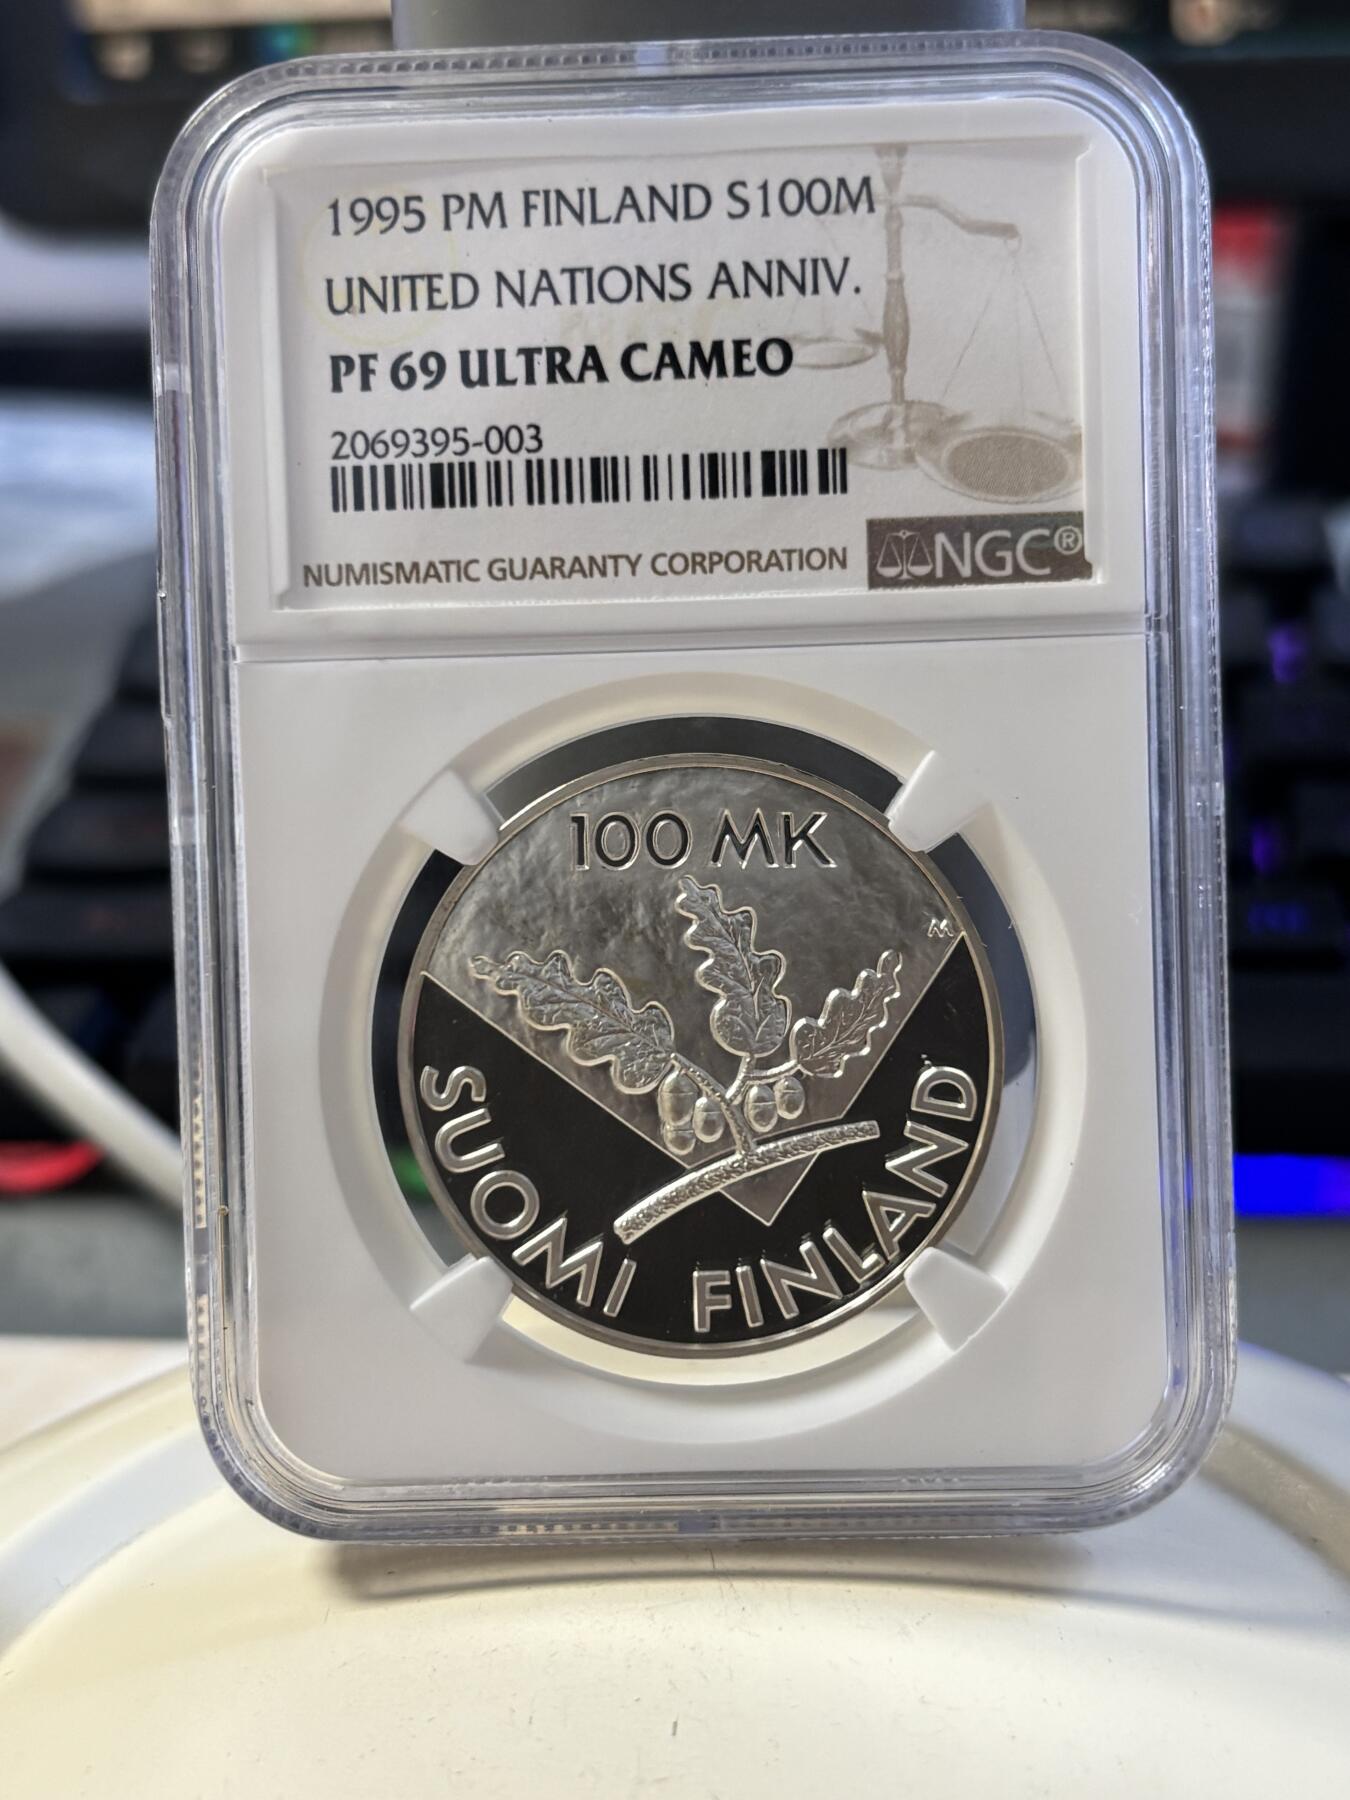 1995 PM FINLAND S100M
UNITED NATIONS ANNIV.
PF 69 ULTRA CAMEO
2069395-003
NUMISMATIC GUARANTY CORPORATION
NGC®
100 MK
M
SUOMI FINLAND